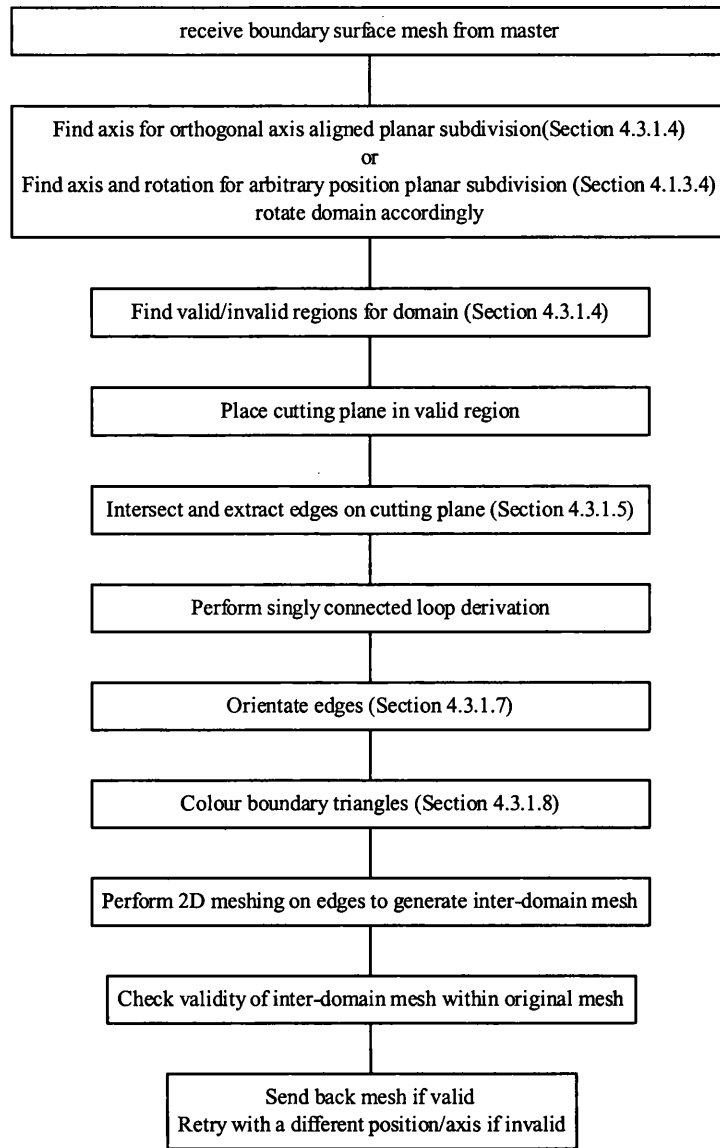 receive boundary surface mesh from master
Find axis for orthogonal axis aligned planar subdivision(Section 4.3.1.4)
or
Find axis and rotation for arbitrary position planar subdivision (Section 4.1.3.4)
rotate domain accordingly
Find valid/invalid regions for domain (Section 4.3.1.4)
Place cutting plane in valid region
Intersect and extract edges on cutting plane (Section 4.3.1.5)
Perform singly connected loop derivation
Orientate edges (Section 4.3.1.7)
Colour boundary triangles (Section 4.3.1.8)
Perform 2D meshing on edges to generate inter-domain mesh
Check validity of inter-domain mesh within original mesh
Send back mesh if valid
Retry with a different position/axis if invalid